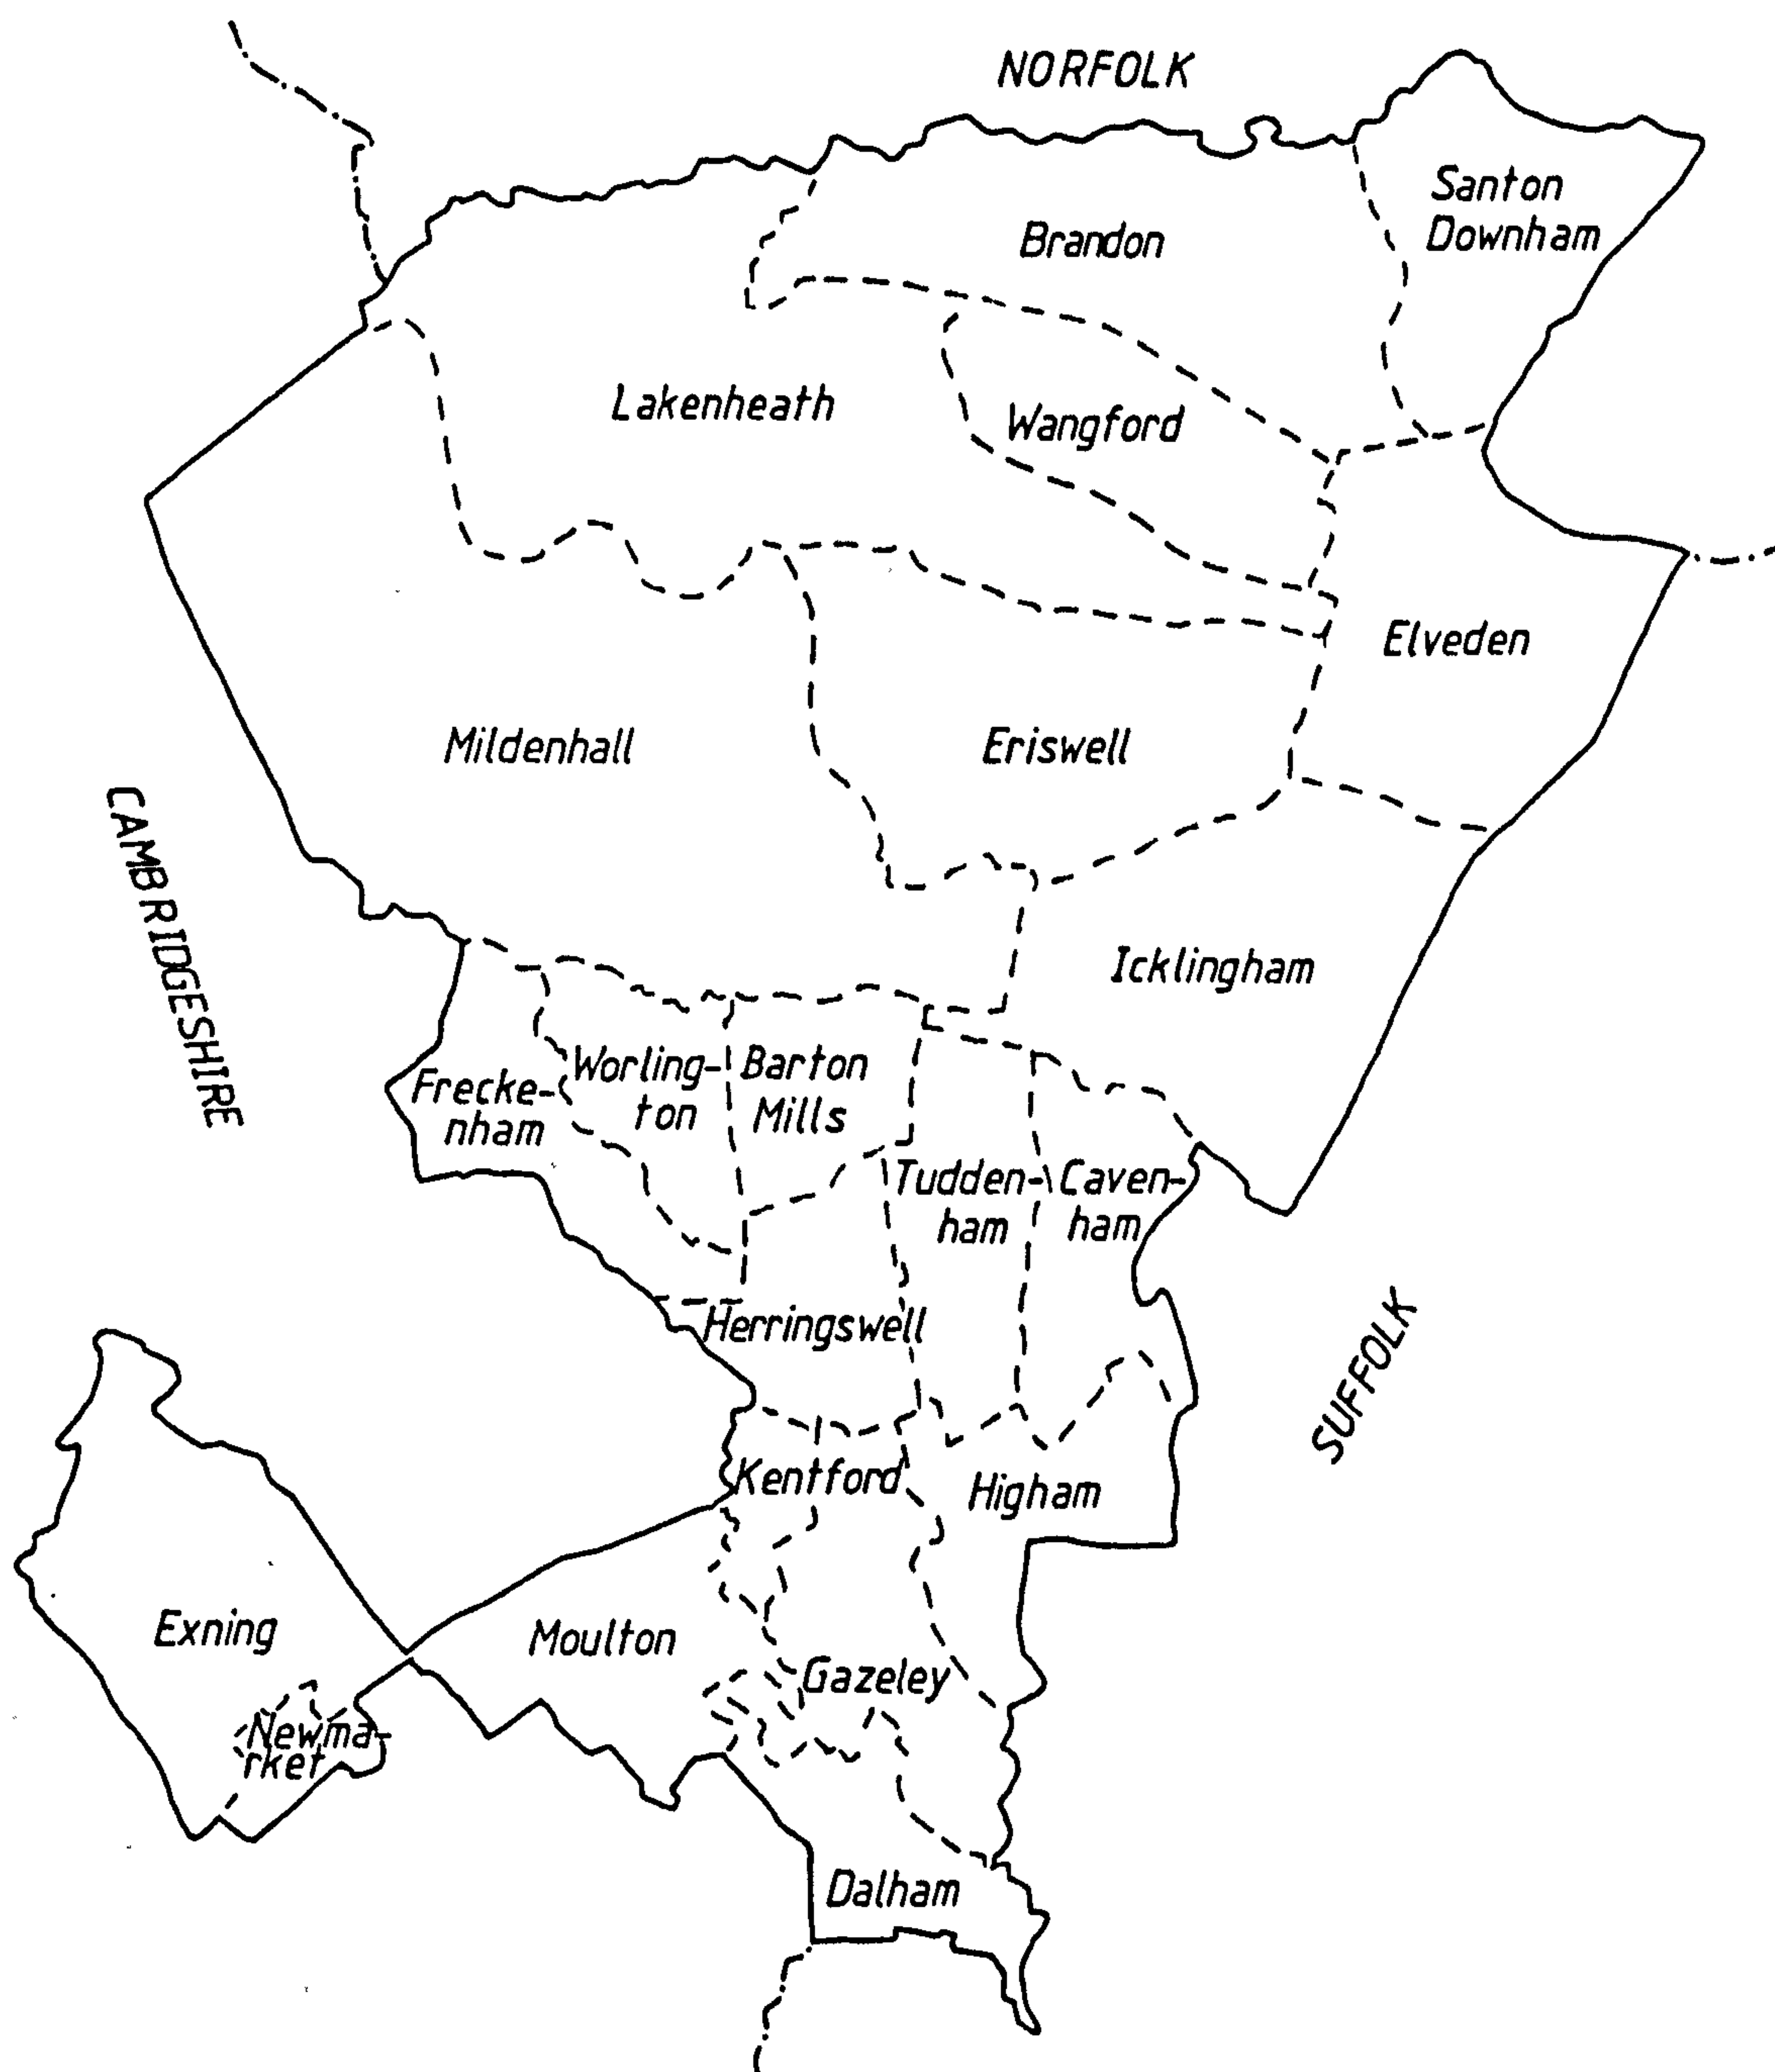 NORFOLK
Santon
Downham
Brandon
Lakenheath
Wangford
Elveden
Mildenhall
Eriswell
CAMBRIDGESHIRE
Icklingham
Frecke-
nham
Worling-
ton
Barton
Mills
Tudden-
ham
Caven-
ham
Herringswell
SUFFOLK
Kentford
Higham
Exning
Moulton
Gazeley
Newma-
rket
Dalham